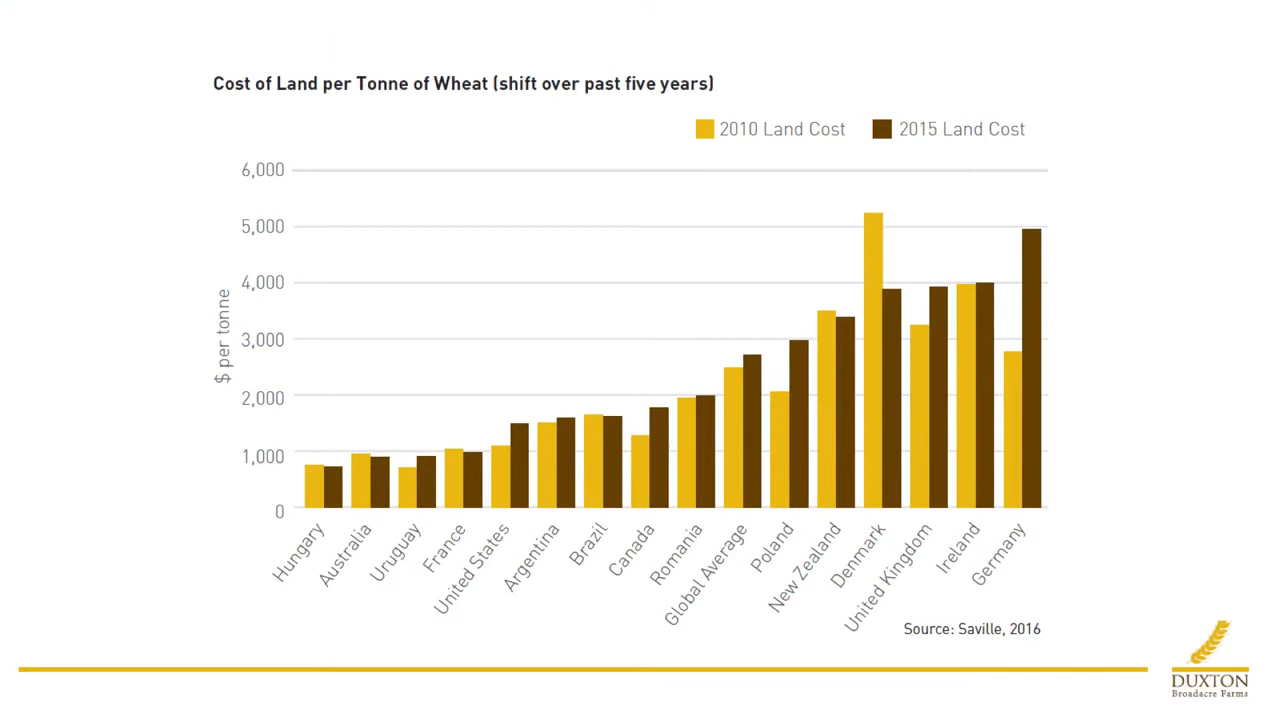 Cost of Land per Tonne of Wheat (shift over past five years)
2010 Land Cost
2015 Land Cost
6,000
5,000
4,000
3,000
2,000
1,000
0
$ per tonne
Hungary
Australia
Uruguay
France
United States
Argentina
Brazil
Canada
Romania
Global Average
Poland
New Zealand
Denmark
United Kingdom
Ireland
Germany
Source: Saville, 2016
DUXTON
Broadacre Farms